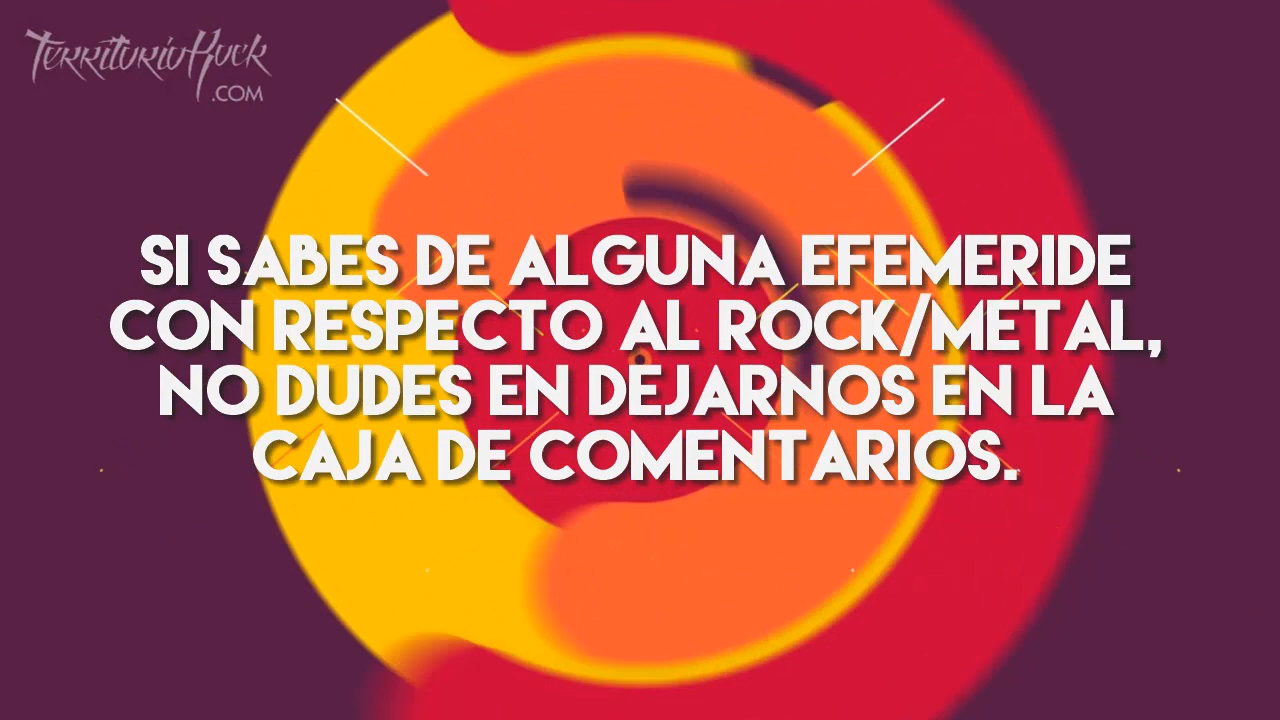 TERRITORIOROCK
.COM
SI SABES DE ALGUNA EFEMERIDE
CON RESPECTO AL ROCK/METAL,
NO DUDES EN DEJARNOS EN LA
CAJA DE COMENTARIOS.